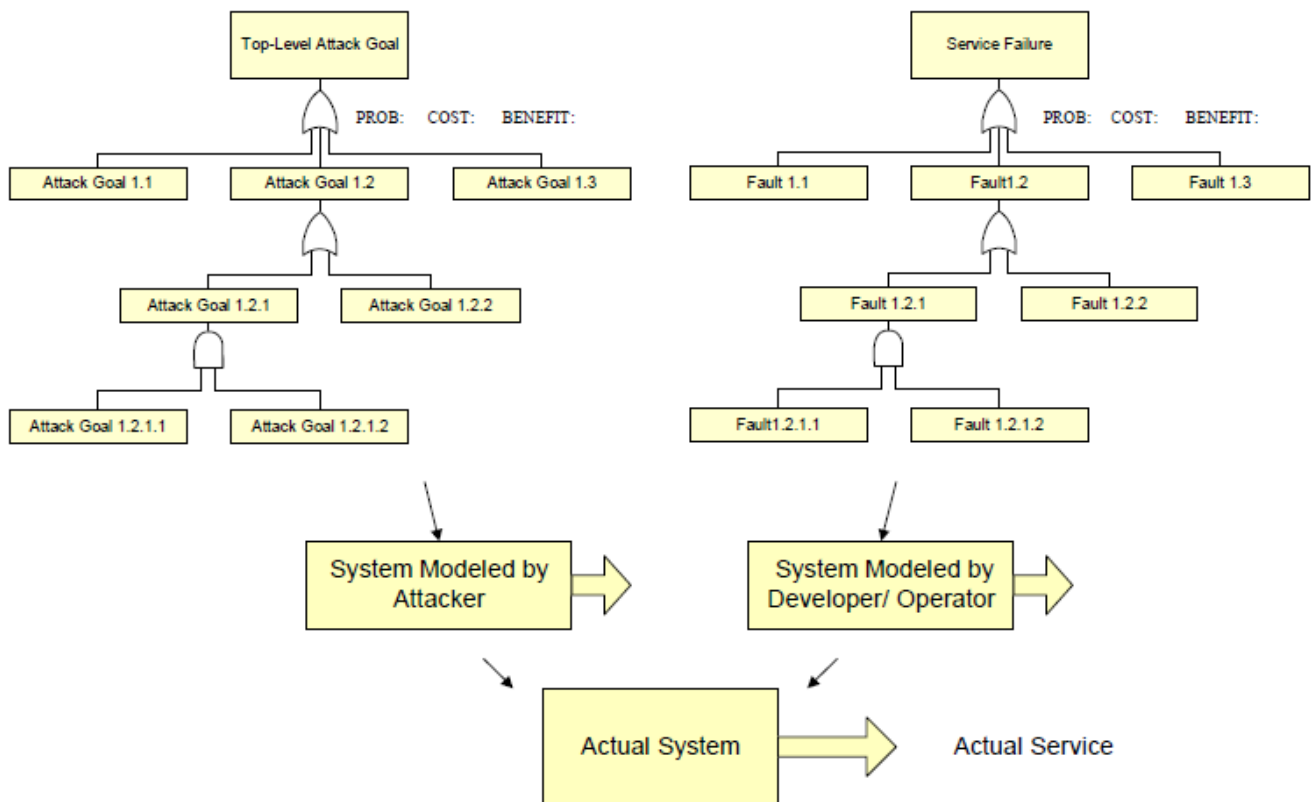 Top-Level Attack Goal
Service Failure
PROB: COST: BENEFIT:
PROB: COST: BENEFIT:
Attack Goal 1.1
Attack Goal 1.2
Attack Goal 1.3
Fault 1.1
Fault1.2
Fault 1.3
Attack Goal 1.2.1
Attack Goal 1.2.2
Fault 1.2.1
Fault 1.2.2
Attack Goal 1.2.1.1
Attack Goal 1.2.1.2
Fault1.2.1.1
Fault 1.2.1.2
System Modeled by
Attacker
System Modeled by
Developer/ Operator
Actual System
Actual Service